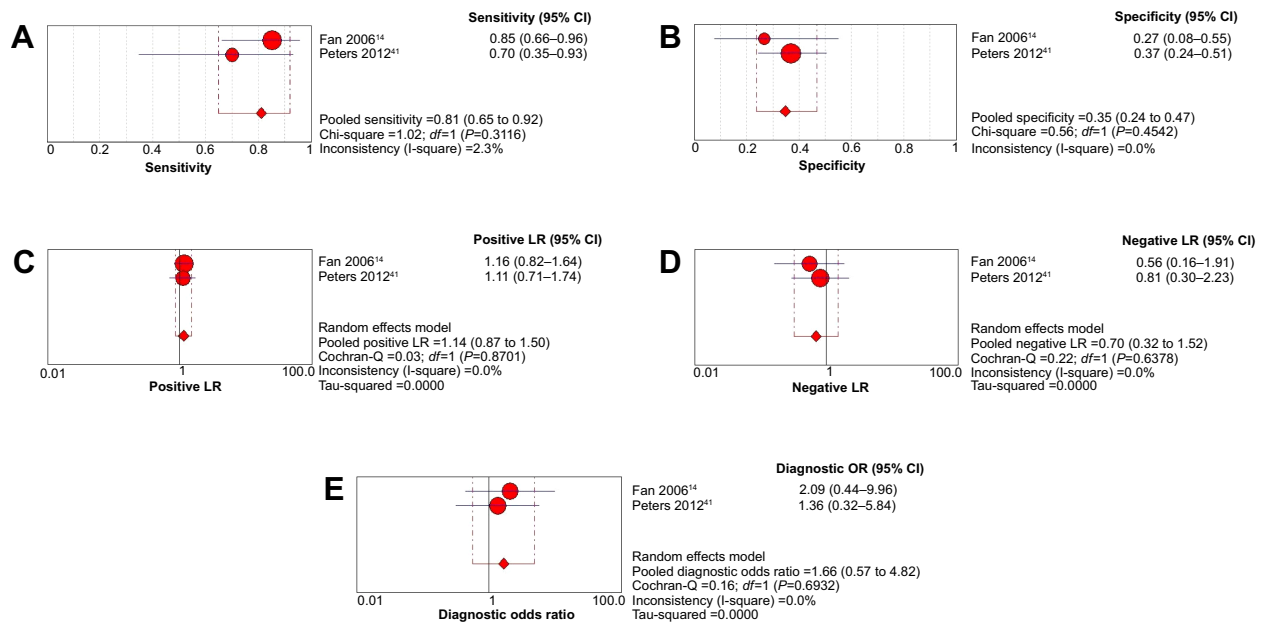 A
Sensitivity (95% CI)
Fan 2006¹⁴ 0.85 (0.66–0.96)
Peters 2012⁴¹ 0.70 (0.35–0.93)
Pooled sensitivity =0.81 (0.65 to 0.92)
Chi-square =1.02; df=1 (P=0.3116)
Inconsistency (I-square) =2.3%
0 0.2 0.4 0.6 0.8 1
Sensitivity
B
Specificity (95% CI)
Fan 2006¹⁴ 0.27 (0.08–0.55)
Peters 2012⁴¹ 0.37 (0.24–0.51)
Pooled specificity =0.35 (0.24 to 0.47)
Chi-square =0.56; df=1 (P=0.4542)
Inconsistency (I-square) =0.0%
0 0.2 0.4 0.6 0.8 1
Specificity
C
Positive LR (95% CI)
Fan 2006¹⁴ 1.16 (0.82–1.64)
Peters 2012⁴¹ 1.11 (0.71–1.74)
Random effects model
Pooled positive LR =1.14 (0.87 to 1.50)
Cochran-Q =0.03; df=1 (P=0.8701)
Inconsistency (I-square) =0.0%
Tau-squared =0.0000
0.01 1 100.0
Positive LR
D
Negative LR (95% CI)
Fan 2006¹⁴ 0.56 (0.16–1.91)
Peters 2012⁴¹ 0.81 (0.30–2.23)
Random effects model
Pooled negative LR =0.70 (0.32 to 1.52)
Cochran-Q =0.22; df=1 (P=0.6378)
Inconsistency (I-square) =0.0%
Tau-squared =0.0000
0.01 1 100.0
Negative LR
E
Diagnostic OR (95% CI)
Fan 2006¹⁴ 2.09 (0.44–9.96)
Peters 2012⁴¹ 1.36 (0.32–5.84)
Random effects model
Pooled diagnostic odds ratio =1.66 (0.57 to 4.82)
Cochran-Q =0.16; df=1 (P=0.6932)
Inconsistency (I-square) =0.0%
Tau-squared =0.0000
0.01 1 100.0
Diagnostic odds ratio